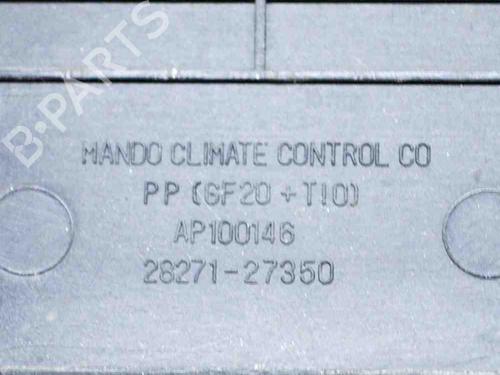 B-PARTS
MANDO CLIMATE CONTROL CO
PP (GF20 + T10)
AP100146
28271-27350